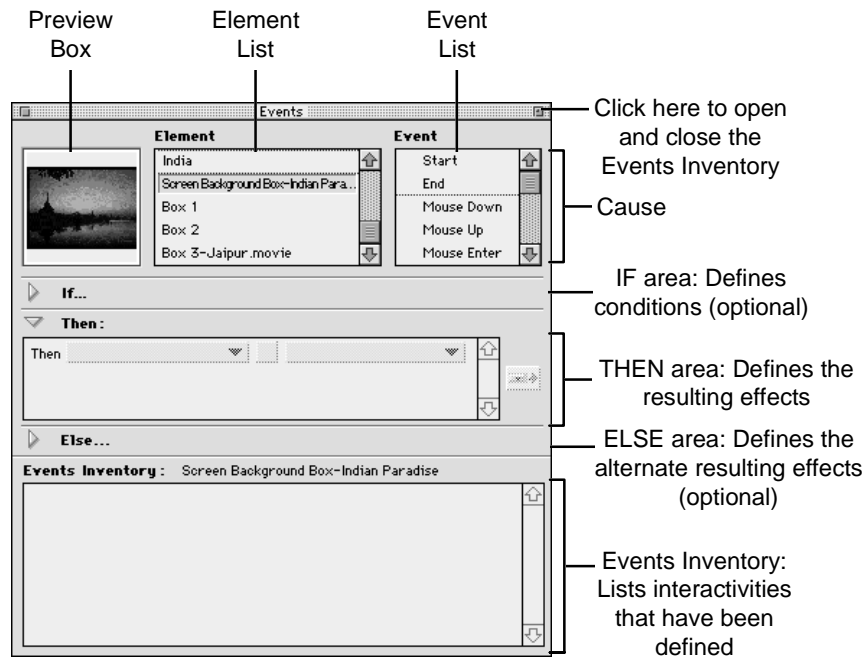 Preview
Box
Element
List
Event
List
Events
Click here to open
and close the
Events Inventory
Element
Event
India
Screen Background Box-Indian Para...
Box 1
Box 2
Box 3-Jaipur.movie
Start
End
Mouse Down
Mouse Up
Mouse Enter
Cause
If...
IF area: Defines
conditions (optional)
Then:
Then
THEN area: Defines the
resulting effects
Else...
ELSE area: Defines the
alternate resulting effects
(optional)
Events Inventory: Screen Background Box-Indian Paradise
Events Inventory:
Lists interactivities
that have been
defined